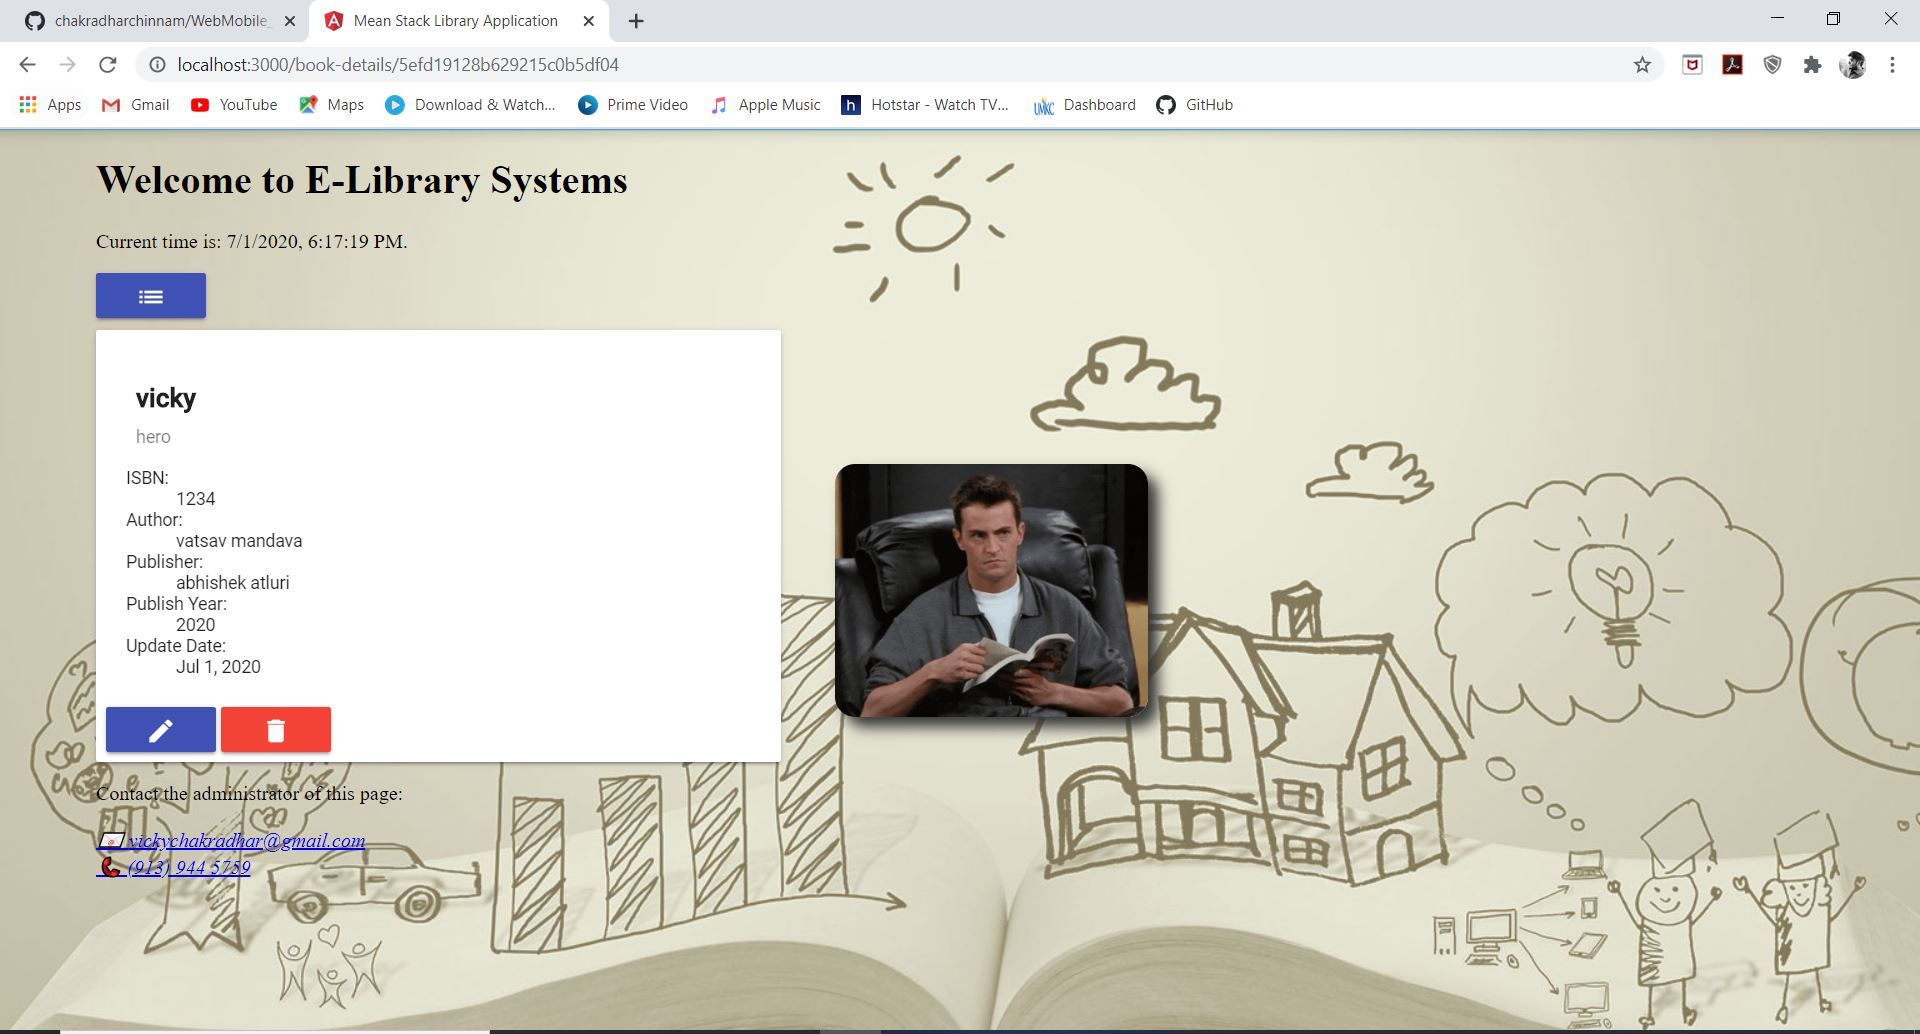 chakradharchinnam/WebMobile_
Mean Stack Library Application
localhost:3000/book-details/5efd19128b629215c0b5df04
Apps Gmail YouTube Maps Download & Watch... Prime Video Apple Music h Hotstar - Watch TV... UMKC Dashboard GitHub
Welcome to E-Library Systems
Current time is: 7/1/2020, 6:17:19 PM.
vicky
hero
ISBN:
1234
Author:
vatsav mandava
Publisher:
abhishek atluri
Publish Year:
2020
Update Date:
Jul 1, 2020
Contact the administrator of this page:
vickychakradhar@gmail.com
(913) 944 5759